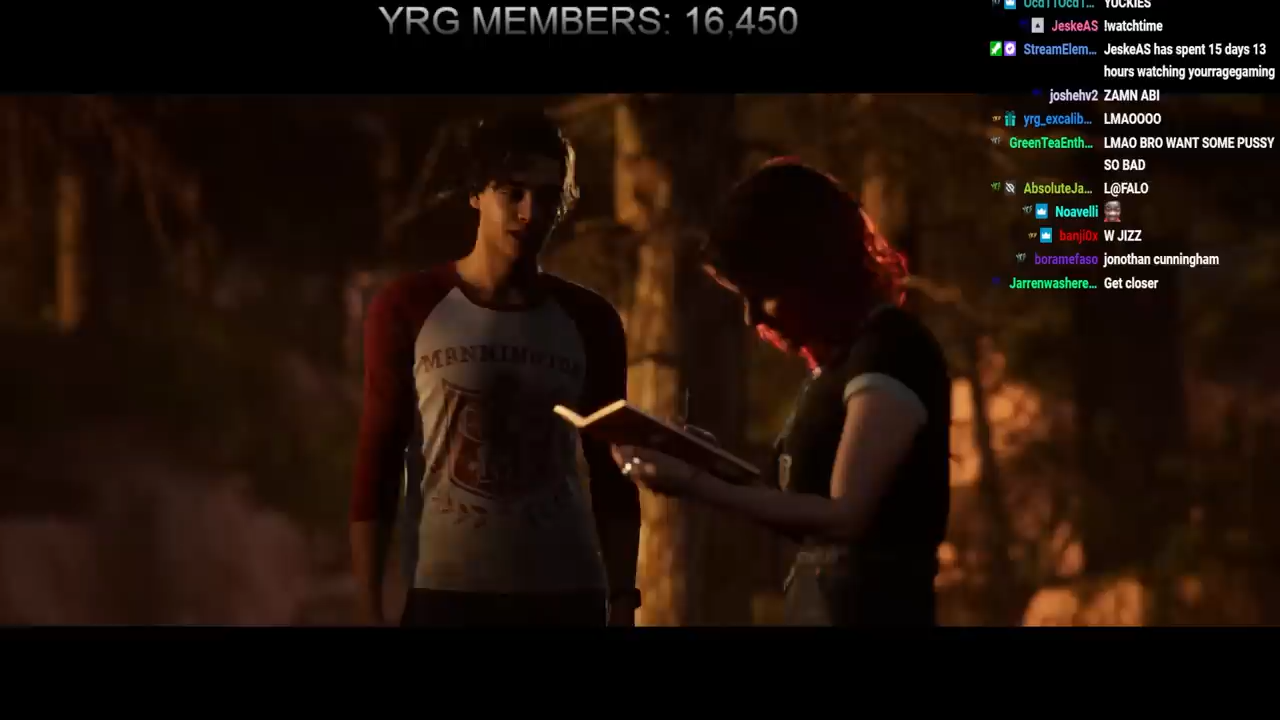 YRG MEMBERS: 16,450
YUCKIES
JeskeAS !watchtime
StreamElem... JeskeAS has spent 15 days 13
hours watching yourragegaming
joshehv2 ZAMN ABI
yrg_excalib... LMAOOOO
GreenTeaEnth... LMAO BRO WANT SOME PUSSY
SO BAD
AbsoluteJa... L@FALO
Noavelli
banji0x W JIZZ
boramefaso jonothan cunningham
Jarrenwashere... Get closer